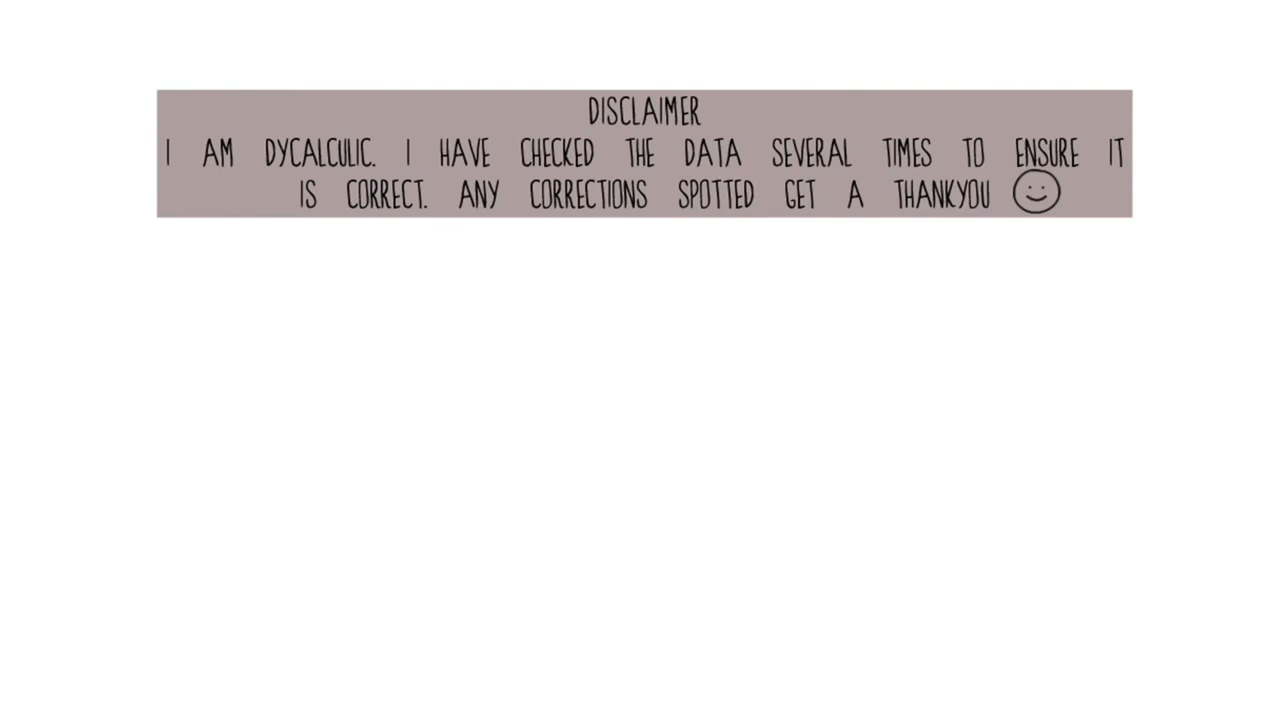 DISCLAIMER
I AM DYCALCULIC. I HAVE CHECKED THE DATA SEVERAL TIMES TO ENSURE IT
IS CORRECT. ANY CORRECTIONS SPOTTED GET A THANKYOU